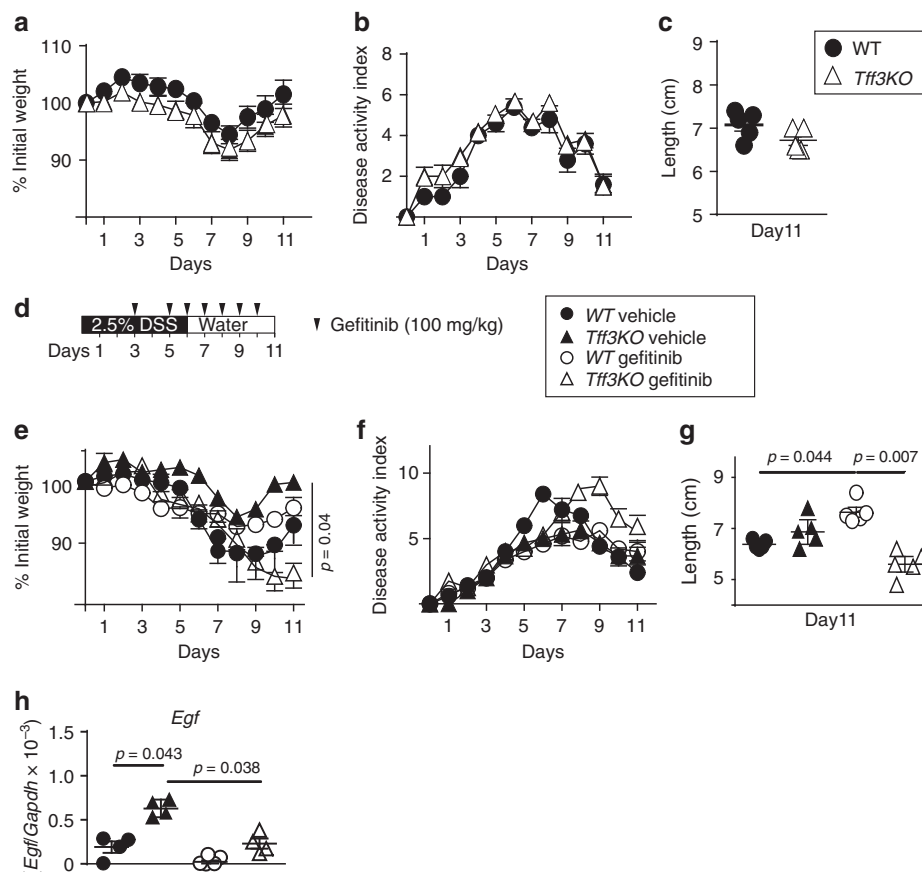 a
110
100
90
% Initial weight
1 3 5 7 9 11
Days
b
8
6
4
2
Disease activity index
1 3 5 7 9 11
Days
c
9
8
7
6
5
Length (cm)
Day11
WT
Tff3KO
d
2.5% DSS Water
Days 1 3 5 7 9 11
Gefitinib (100 mg/kg)
WT vehicle
Tff3KO vehicle
WT gefitinib
Tff3KO gefitinib
e
100
90
% Initial weight
p = 0.04
1 3 5 7 9 11
Days
f
10
5
0
Disease activity index
1 3 5 7 9 11
Days
g
p = 0.044 p = 0.007
9
7
5
Length (cm)
Day11
h
Egf
1.5
1.0
0.5
0
(Egf/Gapdh × 10⁻³)
p = 0.043
p = 0.038